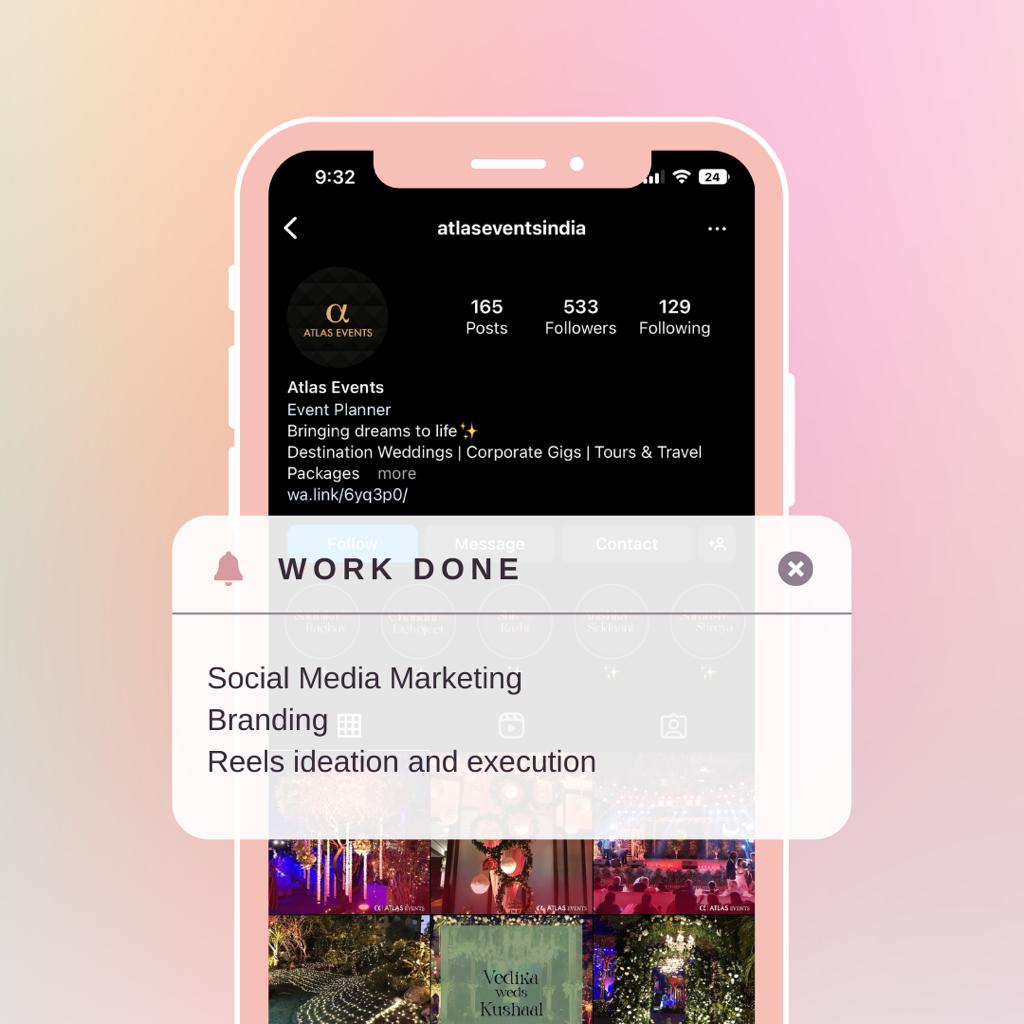 9:32
24
atlaseventsindia
α
ATLAS EVENTS
165 533 129
Posts Followers Following
Atlas Events
Event Planner
Bringing dreams to life✨
Destination Weddings | Corporate Gigs | Tours & Travel
Packages more
wa.link/6yq3p0/
Follow Message Contact
WORK DONE
Social Media Marketing
Branding
Reels ideation and execution
α ATLAS EVENTS
α ATLAS EVENTS
α ATLAS EVENTS
Vedika
weds
Kushaal